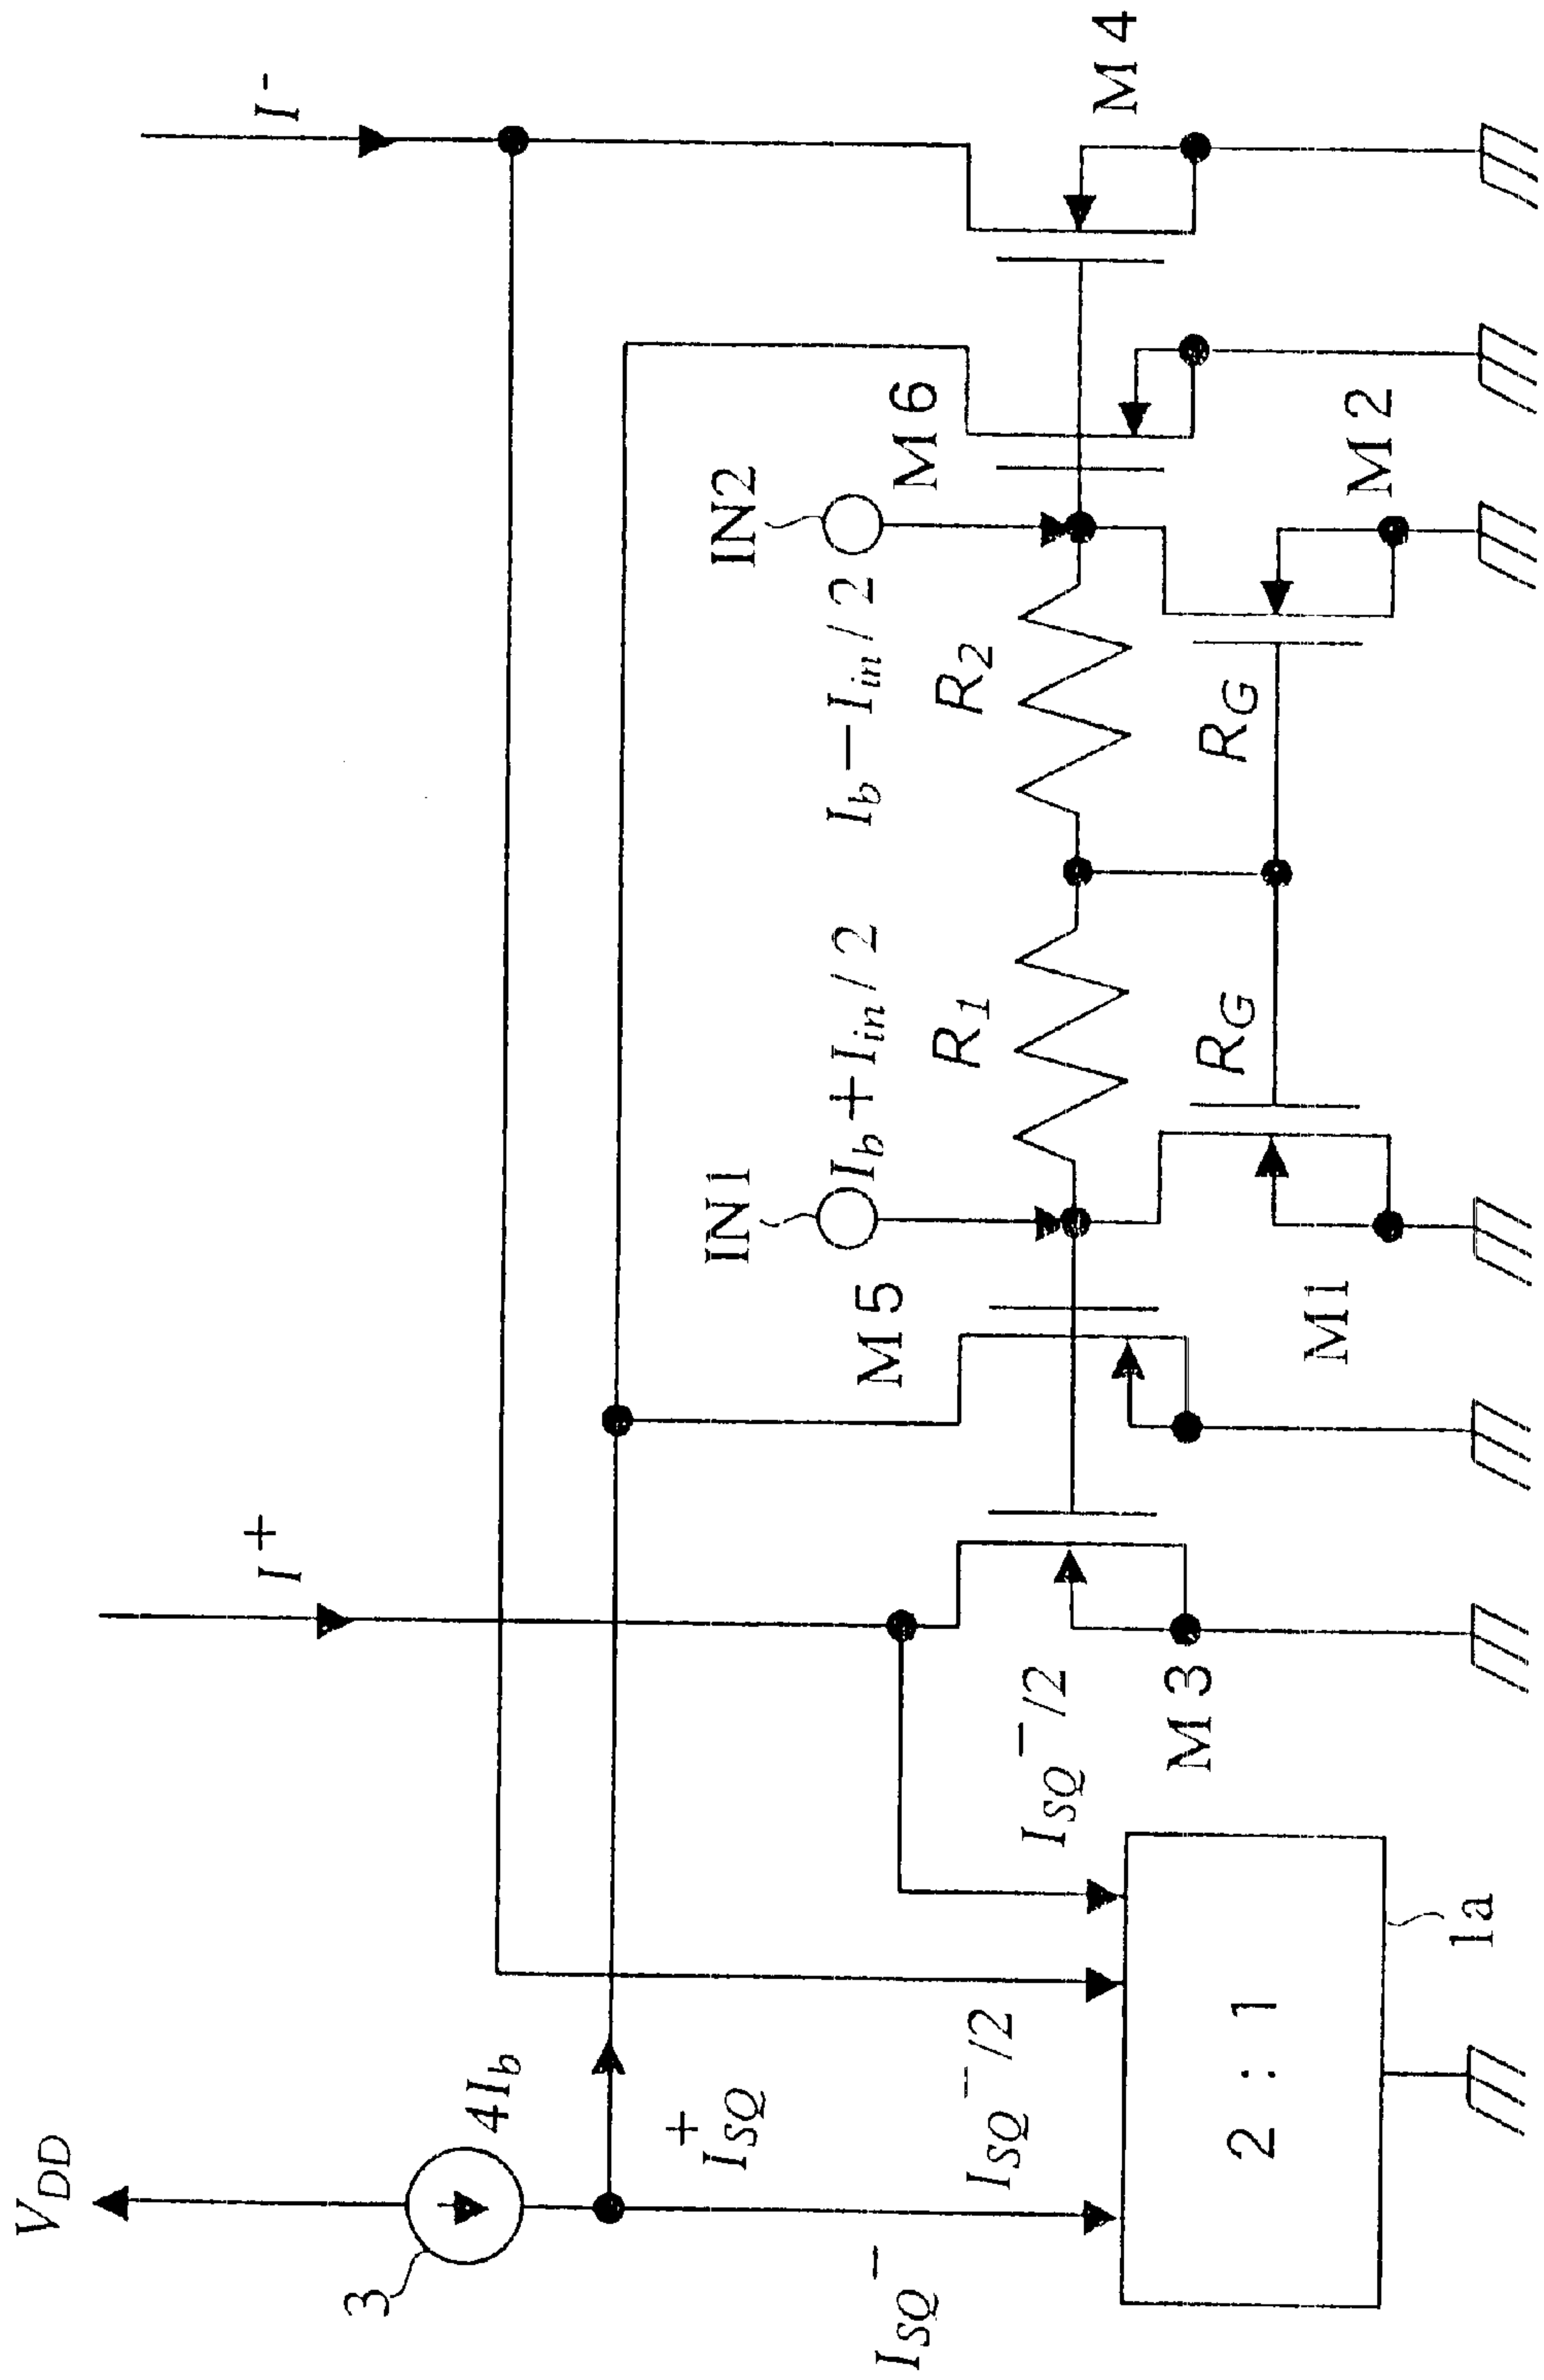 V_DD
3
4I_b
I_SQ^+
I_SQ^-
I_SQ^-/2
I_SQ^-/2
2 : 1
1a
I^+
I^-
M3
M5
IN1
I_b+I_in/2
M1
R_1
R_G
R_2
R_G
I_b−I_in/2
IN2
M6
M2
M4